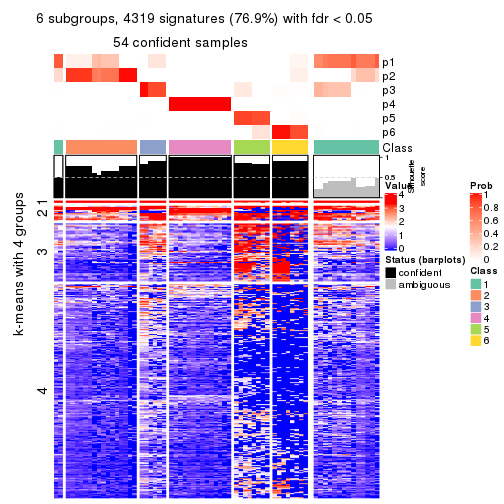 6 subgroups, 4319 signatures (76.9%) with fdr < 0.05
54 confident samples
p1
p2
p3
p4
p5
p6
Class
1
0.5
0
Silhouette
score
k-means with 4 groups
1
2
3
4
Value
4
3
2
1
0
Status (barplots)
confident
ambiguous
Prob
1
0.8
0.6
0.4
0.2
0
Class
1
2
3
4
5
6